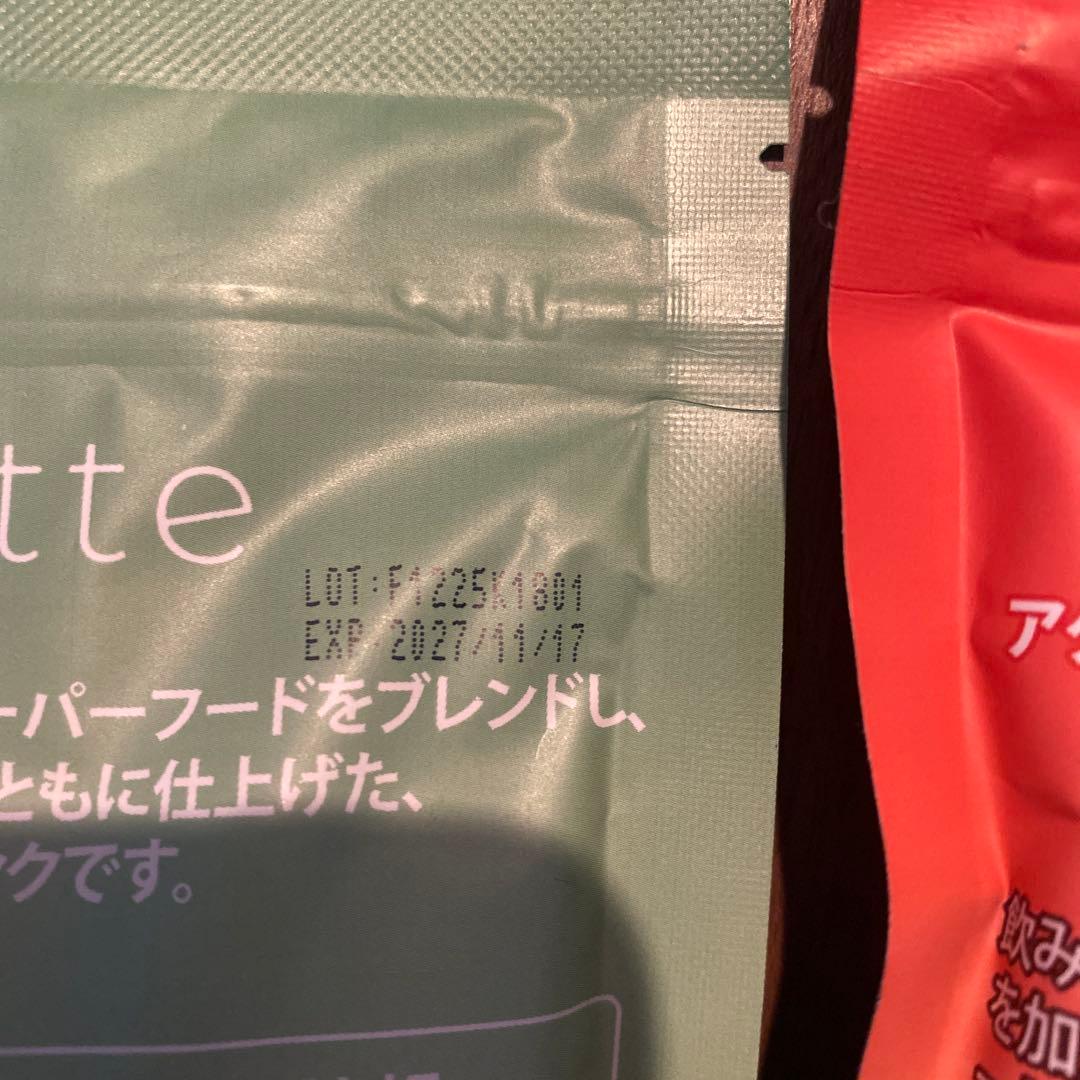 tte
LOT:F1225K1801
EXP 2027/11/17
ーパーフードをブレンドし、
ともに仕上げた、
クです。
ア
飲み
を加